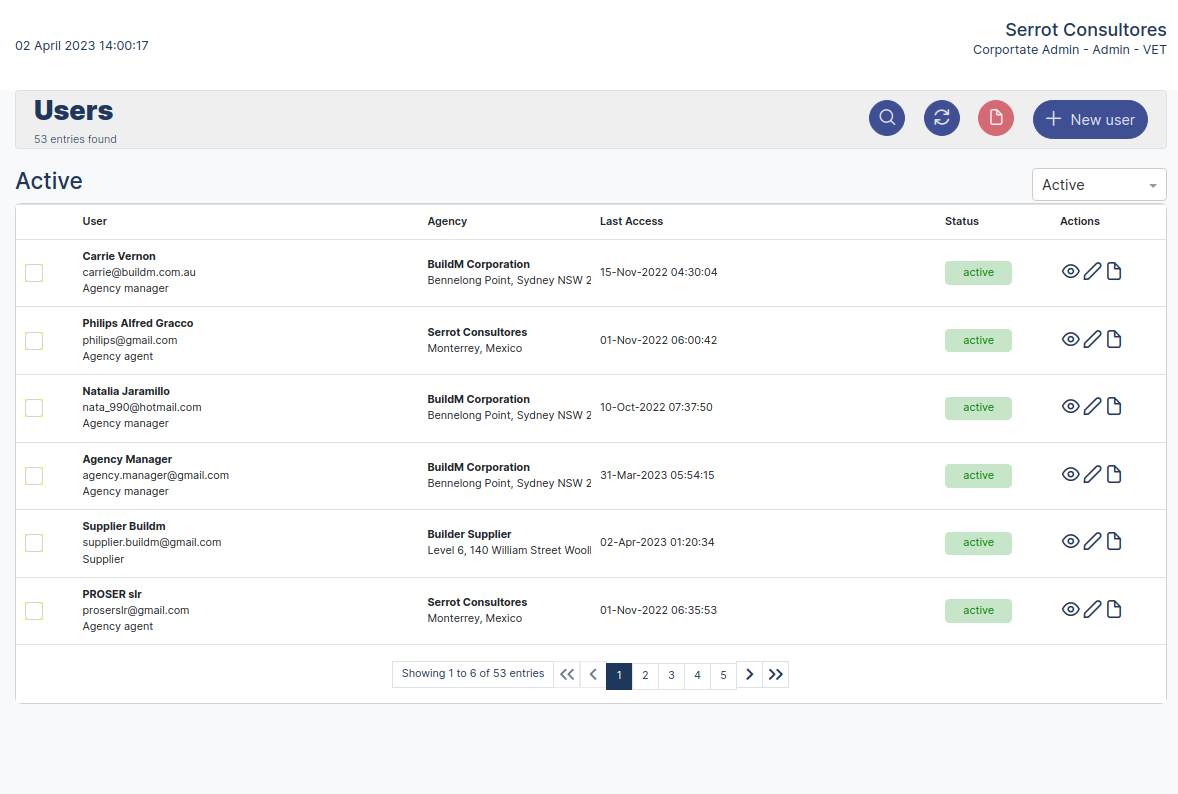 Serrot Consultores
02 April 2023 14:00:17
Corportate Admin - Admin - VET
Users
53 entries found
New user
Active
Active
User Agency Last Access Status Actions
Carrie Vernon
carrie@buildm.com.au
Agency manager
BuildM Corporation
Bennelong Point, Sydney NSW 2
15-Nov-2022 04:30:04
active
Philips Alfred Gracco
philips@gmail.com
Agency agent
Serrot Consultores
Monterrey, Mexico
01-Nov-2022 06:00:42
active
Natalia Jaramillo
nata_990@hotmail.com
Agency manager
BuildM Corporation
Bennelong Point, Sydney NSW 2
10-Oct-2022 07:37:50
active
Agency Manager
agency.manager@gmail.com
Agency manager
BuildM Corporation
Bennelong Point, Sydney NSW 2
31-Mar-2023 05:54:15
active
Supplier Buildm
supplier.buildm@gmail.com
Supplier
Builder Supplier
Level 6, 140 William Street Wooll
02-Apr-2023 01:20:34
active
PROSER slr
proserslr@gmail.com
Agency agent
Serrot Consultores
Monterrey, Mexico
01-Nov-2022 06:35:53
active
Showing 1 to 6 of 53 entries 1 2 3 4 5